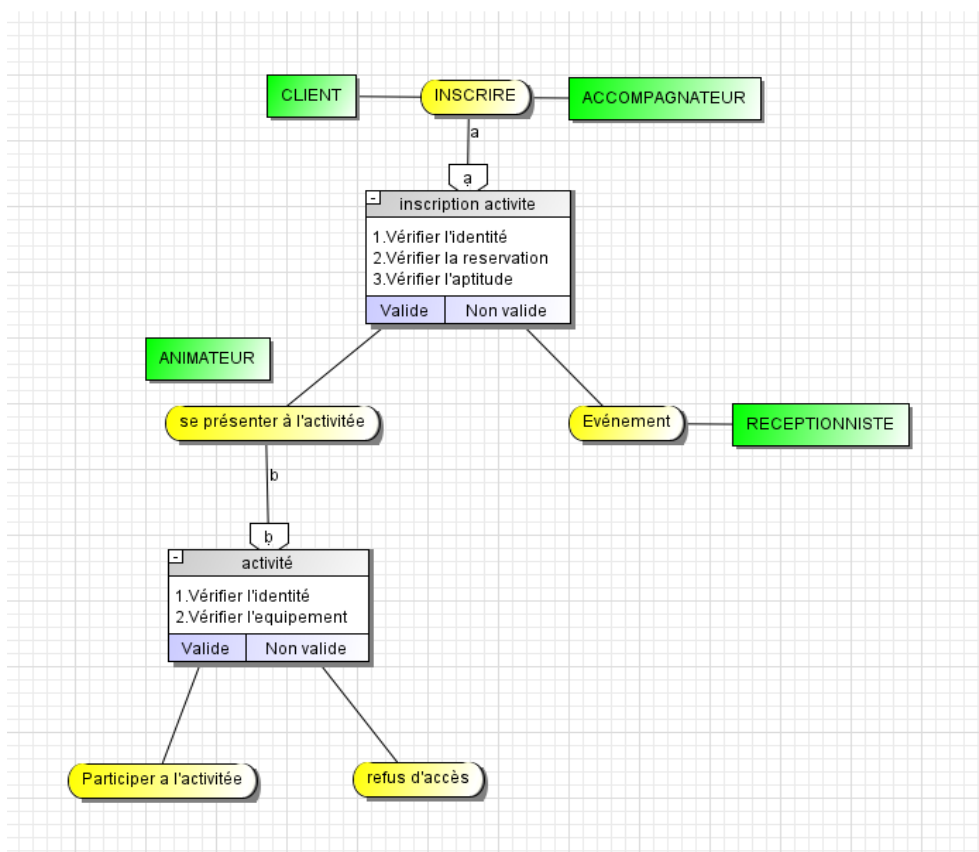 CLIENT
INSCRIRE
ACCOMPAGNATEUR
a
a
inscription activite
1.Vérifier l'identité
2.Vérifier la reservation
3.Vérifier l'aptitude
Valide
Non valide
ANIMATEUR
se présenter à l'activitée
Evénement
RECEPTIONNISTE
b
b
activité
1.Vérifier l'identité
2.Vérifier l'equipement
Valide
Non valide
Participer a l'activitée
refus d'accès